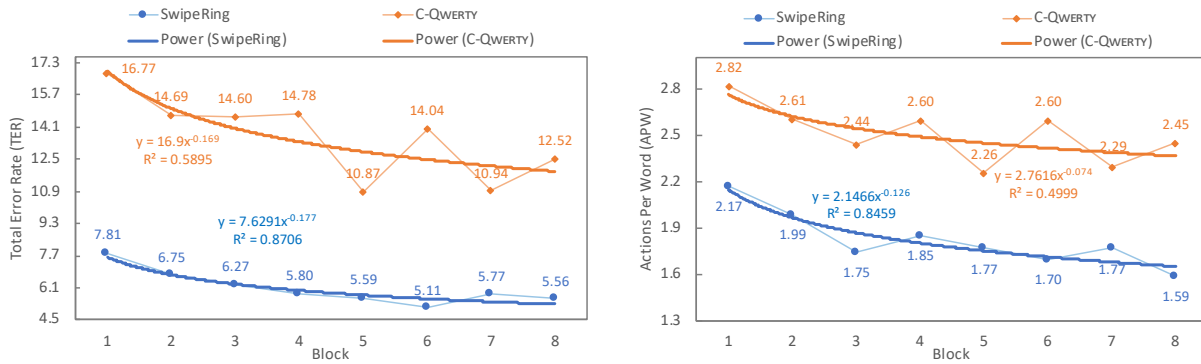 SwipeRing C-QWERTY
Power (SwipeRing) Power (C-QWERTY)
17.3
15.7
14.1
12.5
10.9
9.3
7.7
6.1
4.5
Total Error Rate (TER)
16.77
14.69
14.60
14.78
10.87
14.04
10.94
12.52
y = 16.9x^-0.169
R² = 0.5895
y = 7.6291x^-0.177
R² = 0.8706
7.81
6.75
6.27
5.80
5.59
5.11
5.77
5.56
1 2 3 4 5 6 7 8
Block
SwipeRing C-QWERTY
Power (SwipeRing) Power (C-QWERTY)
2.8
2.5
2.2
1.9
1.6
1.3
Actions Per Word (APW)
2.82
2.61
2.44
2.60
2.26
2.60
2.29
2.45
y = 2.7616x^-0.074
R² = 0.4999
y = 2.1466x^-0.126
R² = 0.8459
2.17
1.99
1.75
1.85
1.77
1.70
1.77
1.59
1 2 3 4 5 6 7 8
Block